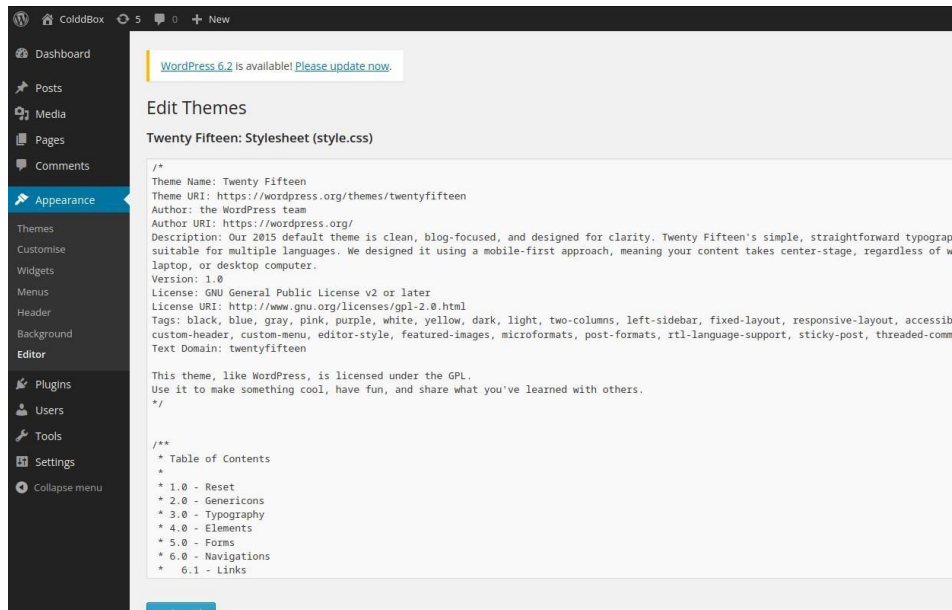 ColddBox 5 0 + New
Dashboard
Posts
Media
Pages
Comments
Appearance
Themes
Customise
Widgets
Menus
Header
Background
Editor
Plugins
Users
Tools
Settings
Collapse menu
WordPress 6.2 is available! Please update now.
Edit Themes
Twenty Fifteen: Stylesheet (style.css)
/*
Theme Name: Twenty Fifteen
Theme URI: https://wordpress.org/themes/twentyfifteen
Author: the WordPress team
Author URI: https://wordpress.org/
Description: Our 2015 default theme is clean, blog-focused, and designed for clarity. Twenty Fifteen's simple, straightforward typograp
suitable for multiple languages. We designed it using a mobile-first approach, meaning your content takes center-stage, regardless of w
laptop, or desktop computer.
Version: 1.0
License: GNU General Public License v2 or later
License URI: http://www.gnu.org/licenses/gpl-2.0.html
Tags: black, blue, gray, pink, purple, white, yellow, dark, light, two-columns, left-sidebar, fixed-layout, responsive-layout, accessib
custom-header, custom-menu, editor-style, featured-images, microformats, post-formats, rtl-language-support, sticky-post, threaded-comm
Text Domain: twentyfifteen
This theme, like WordPress, is licensed under the GPL.
Use it to make something cool, have fun, and share what you've learned with others.
*/
/**
* Table of Contents
*
* 1.0 - Reset
* 2.0 - Genericons
* 3.0 - Typography
* 4.0 - Elements
* 5.0 - Forms
* 6.0 - Navigations
* 6.1 - Links